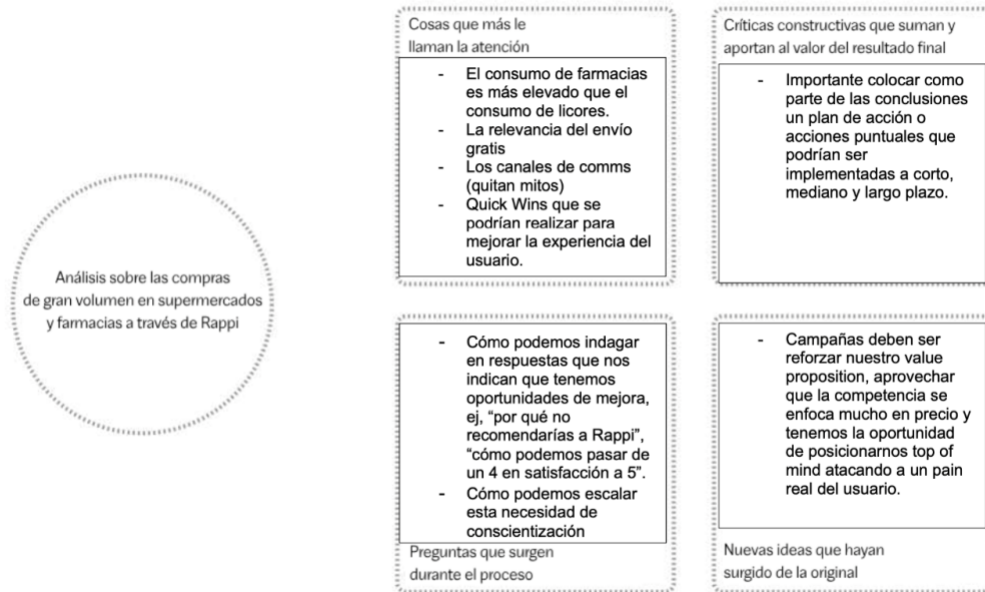 Análisis sobre las compras
de gran volumen en supermercados
y farmacias a través de Rappi
Cosas que más le
llaman la atención
- El consumo de farmacias
es más elevado que el
consumo de licores.
- La relevancia del envío
gratis
- Los canales de comms
(quitan mitos)
- Quick Wins que se
podrían realizar para
mejorar la experiencia del
usuario.
Críticas constructivas que suman y
aportan al valor del resultado final
- Importante colocar como
parte de las conclusiones
un plan de acción o
acciones puntuales que
podrían ser
implementadas a corto,
mediano y largo plazo.
- Cómo podemos indagar
en respuestas que nos
indican que tenemos
oportunidades de mejora,
ej, “por qué no
recomendarías a Rappi”,
“cómo podemos pasar de
un 4 en satisfacción a 5”.
- Cómo podemos escalar
esta necesidad de
conscientización
Preguntas que surgen
durante el proceso
- Campañas deben ser
reforzar nuestro value
proposition, aprovechar
que la competencia se
enfoca mucho en precio y
tenemos la oportunidad
de posicionarnos top of
mind atacando a un pain
real del usuario.
Nuevas ideas que hayan
surgido de la original